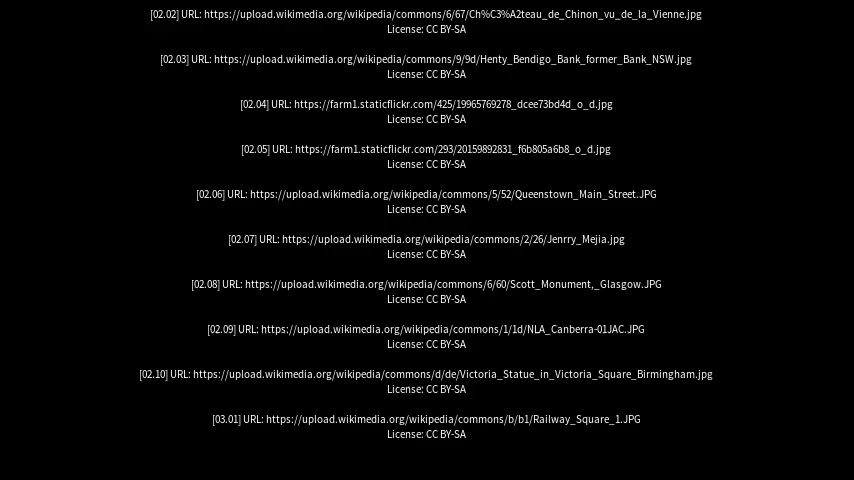 [02.02] URL: https://upload.wikimedia.org/wikipedia/commons/6/67/Ch%C3%A2teau_de_Chinon_vu_de_la_Vienne.jpg
License: CC BY-SA
[02.03] URL: https://upload.wikimedia.org/wikipedia/commons/9/9d/Henty_Bendigo_Bank_former_Bank_NSW.jpg
License: CC BY-SA
[02.04] URL: https://farm1.staticflickr.com/425/19965769278_dcee73bd4d_o_d.jpg
License: CC BY-SA
[02.05] URL: https://farm1.staticflickr.com/293/20159892831_f6b805a6b8_o_d.jpg
License: CC BY-SA
[02.06] URL: https://upload.wikimedia.org/wikipedia/commons/5/52/Queenstown_Main_Street.JPG
License: CC BY-SA
[02.07] URL: https://upload.wikimedia.org/wikipedia/commons/2/26/Jenrry_Mejia.jpg
License: CC BY-SA
[02.08] URL: https://upload.wikimedia.org/wikipedia/commons/6/60/Scott_Monument,_Glasgow.JPG
License: CC BY-SA
[02.09] URL: https://upload.wikimedia.org/wikipedia/commons/1/1d/NLA_Canberra-01JAC.JPG
License: CC BY-SA
[02.10] URL: https://upload.wikimedia.org/wikipedia/commons/d/de/Victoria_Statue_in_Victoria_Square_Birmingham.jpg
License: CC BY-SA
[03.01] URL: https://upload.wikimedia.org/wikipedia/commons/b/b1/Railway_Square_1.JPG
License: CC BY-SA